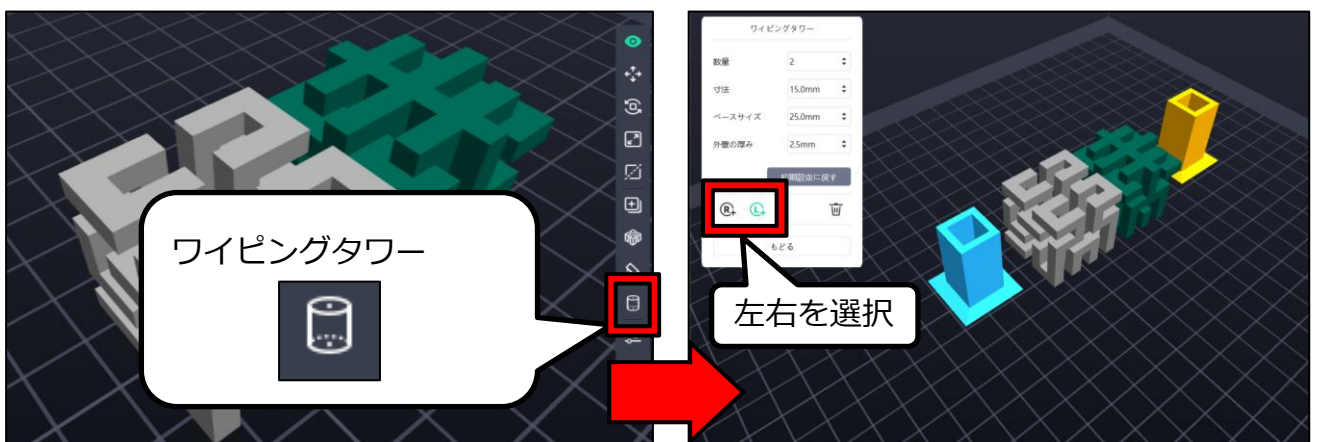 ワイピングタワー
ワイピングタワー
数量 2
寸法 15.0mm
ベースサイズ 25.0mm
外壁の厚み 2.5mm
初期設定に戻す
R+ L+
もどる
左右を選択